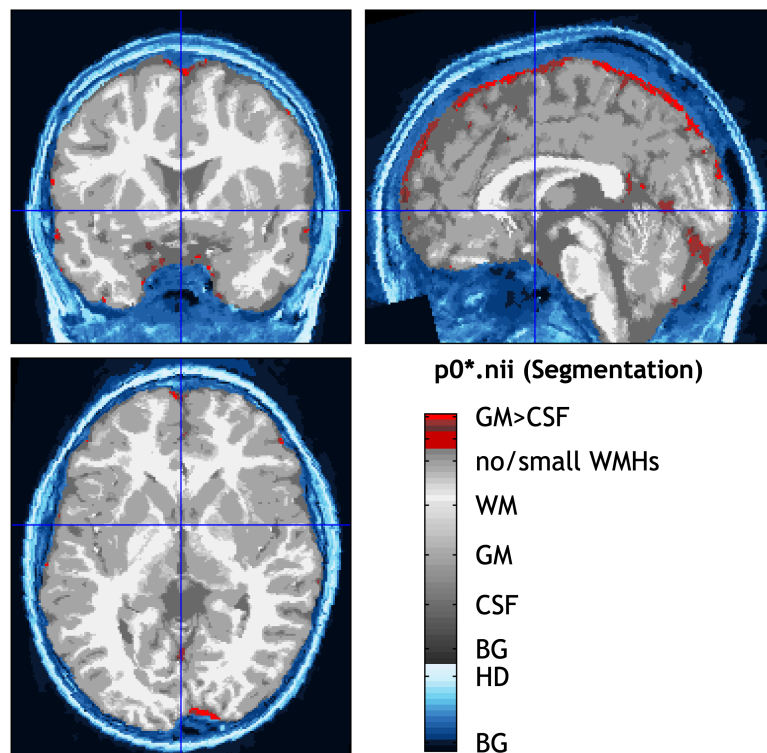 p0*.nii (Segmentation)
GM>CSF
no/small WMHs
WM
GM
CSF
BG
HD
BG